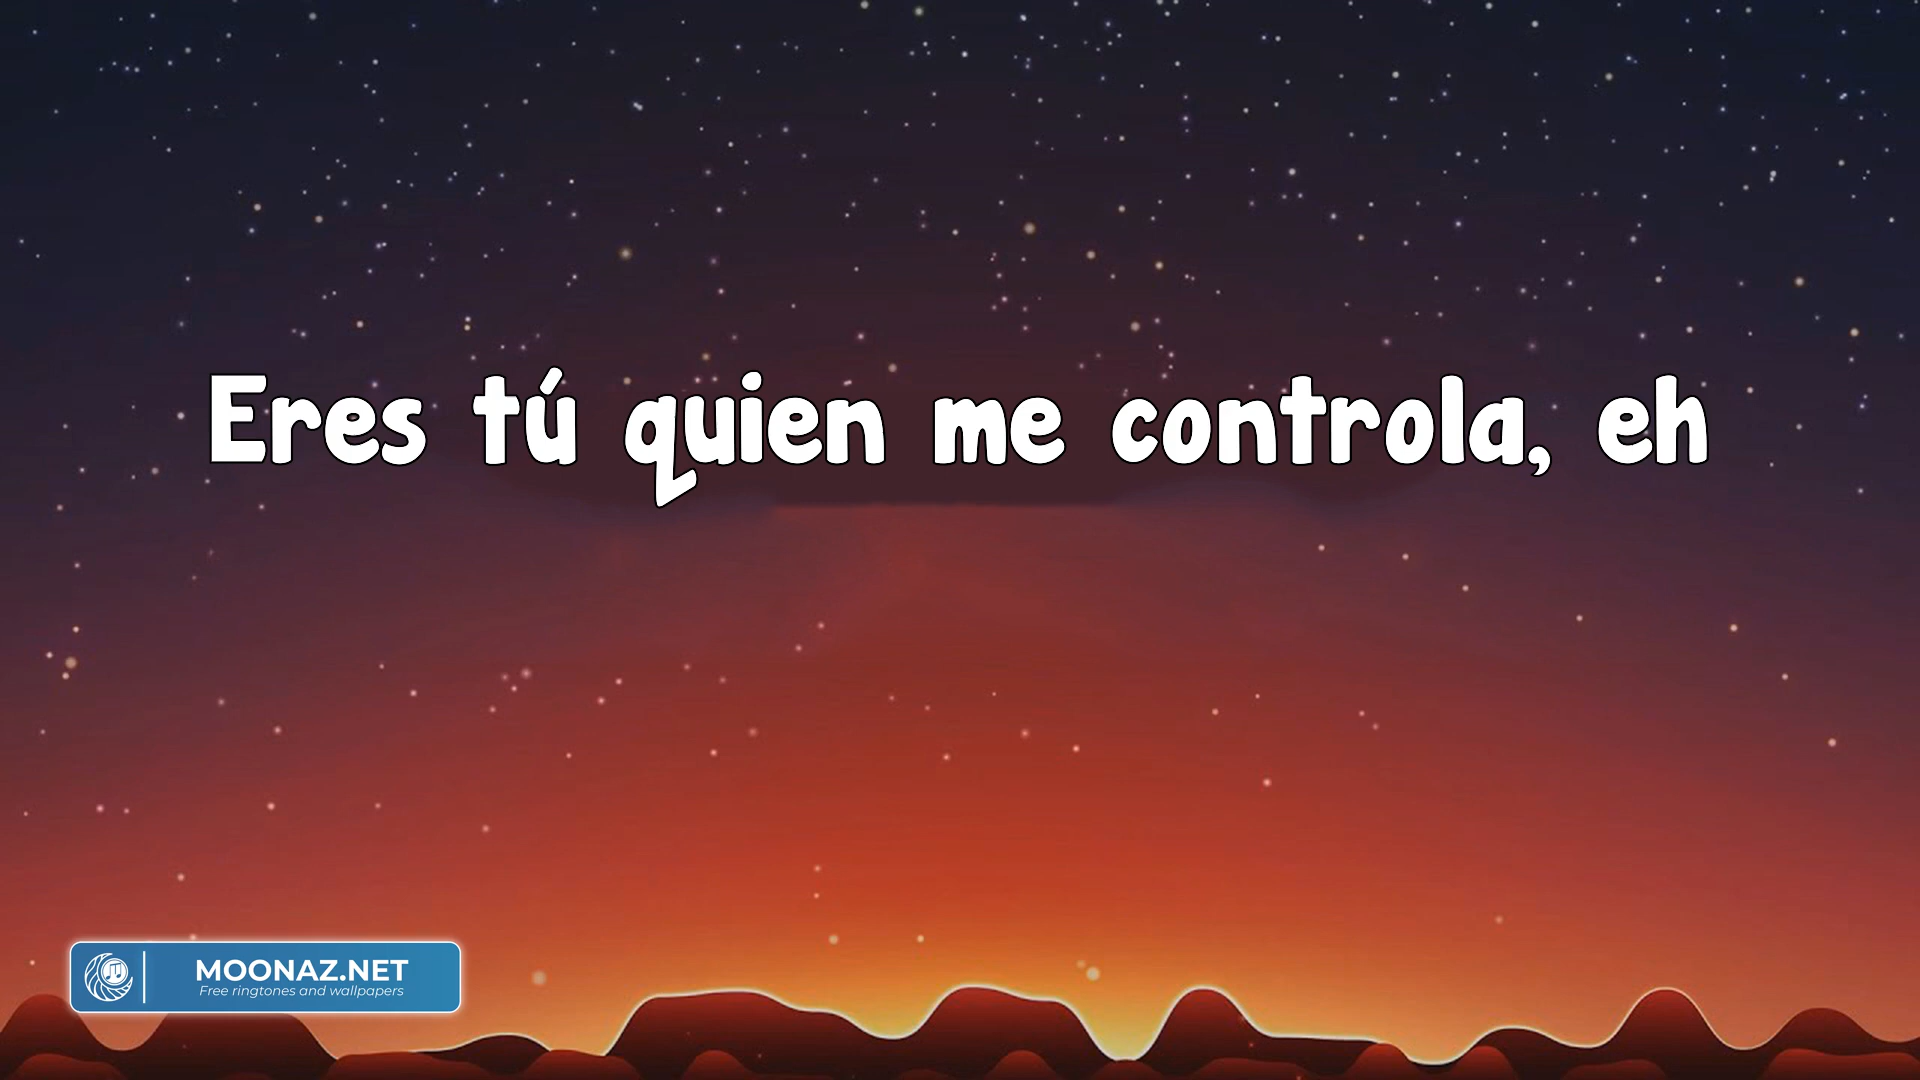 Eres tú quien me controla, eh
MOONAZ.NET
Free ringtones and wallpapers